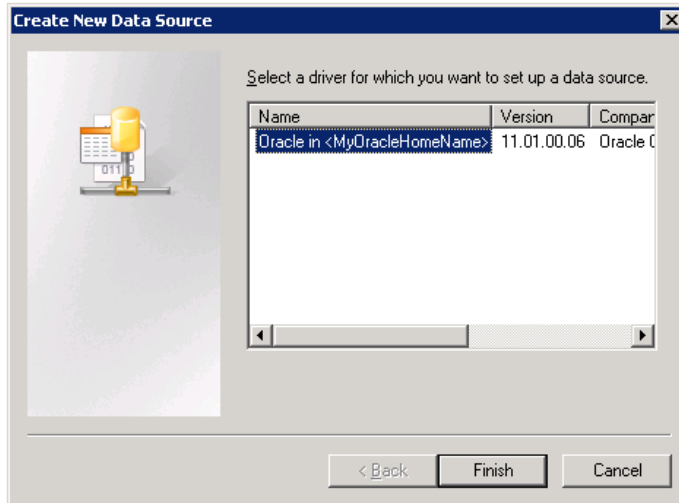 Create New Data Source
Select a driver for which you want to set up a data source.
Name Version Compar
Oracle in <MyOracleHomeName> 11.01.00.06 Oracle C
< Back Finish Cancel